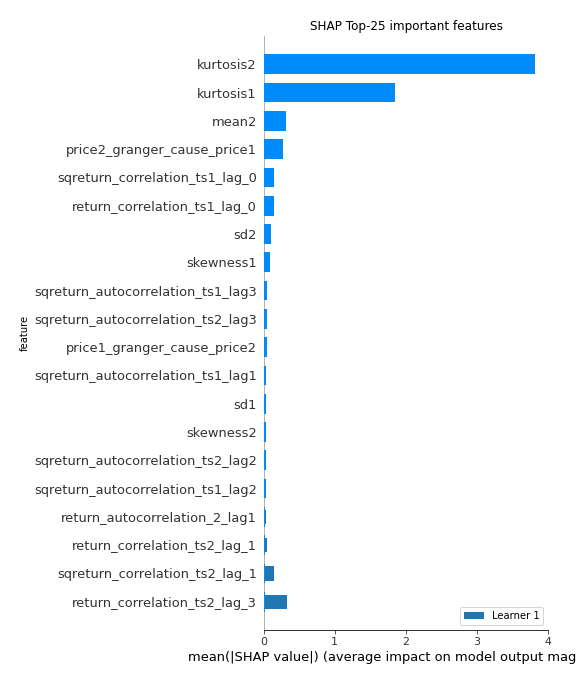 SHAP Top-25 important features
kurtosis2
kurtosis1
mean2
price2_granger_cause_price1
sqreturn_correlation_ts1_lag_0
return_correlation_ts1_lag_0
sd2
skewness1
sqreturn_autocorrelation_ts1_lag3
sqreturn_autocorrelation_ts2_lag3
price1_granger_cause_price2
sqreturn_autocorrelation_ts1_lag1
sd1
skewness2
sqreturn_autocorrelation_ts2_lag2
sqreturn_autocorrelation_ts1_lag2
return_autocorrelation_2_lag1
return_correlation_ts2_lag_1
sqreturn_correlation_ts2_lag_1
return_correlation_ts2_lag_3
feature
Learner 1
0 1 2 3 4
mean(|SHAP value|) (average impact on model output mag